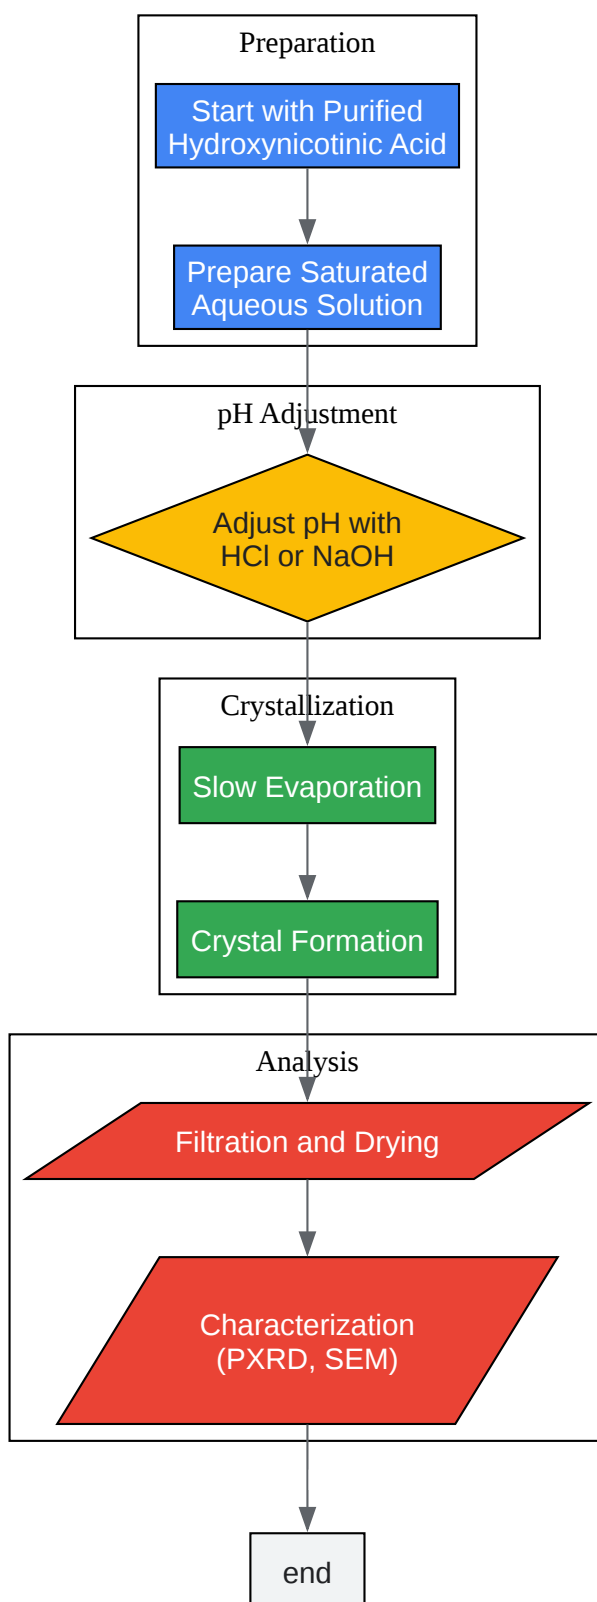 Preparation
Start with Purified
Hydroxynicotinic Acid
Prepare Saturated
Aqueous Solution
pH Adjustment
Adjust pH with
HCl or NaOH
Crystallization
Slow Evaporation
Crystal Formation
Analysis
Filtration and Drying
Characterization
(PXRD, SEM)
end